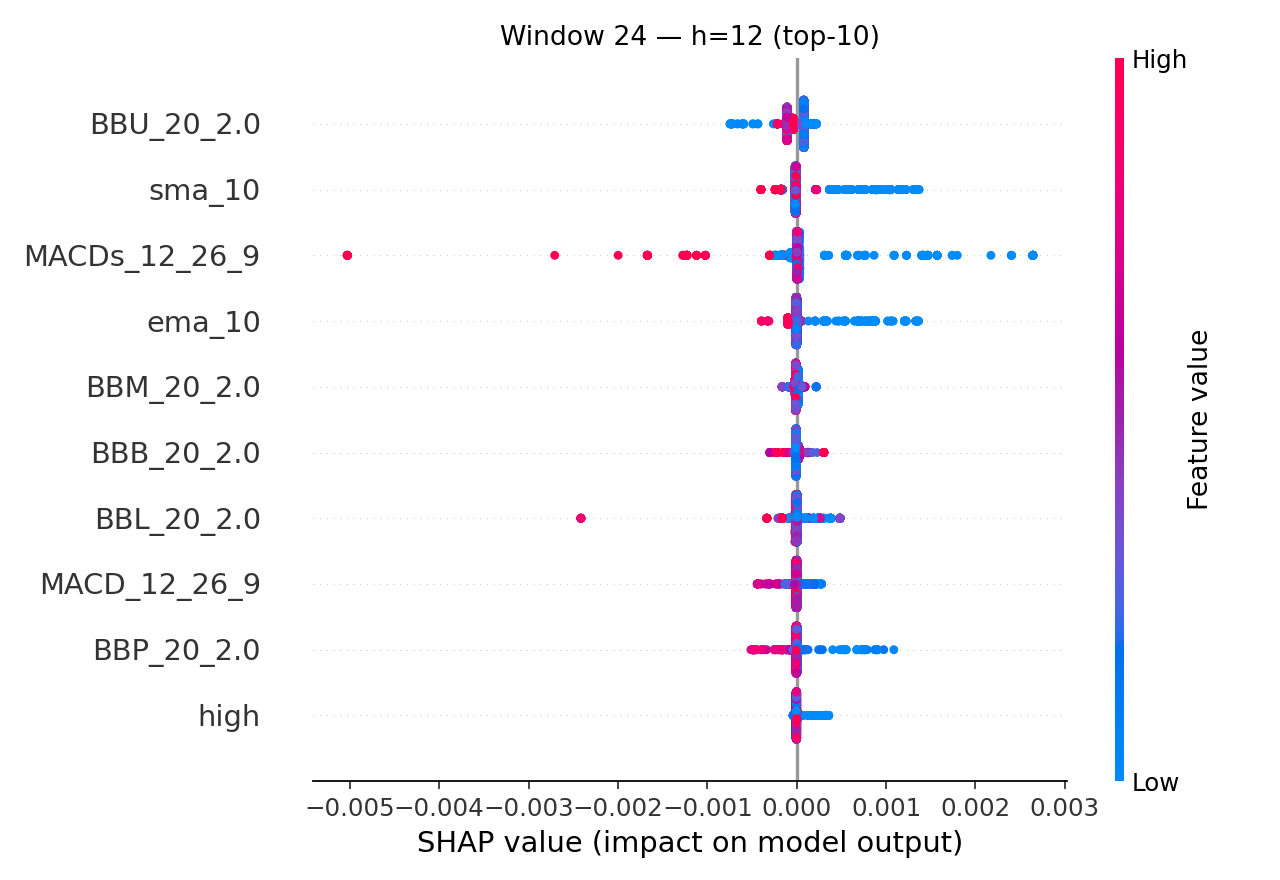 Window 24 — h=12 (top-10)
High
BBU_20_2.0
sma_10
MACDs_12_26_9
ema_10
BBM_20_2.0
BBB_20_2.0
BBL_20_2.0
MACD_12_26_9
BBP_20_2.0
high
Feature value
Low
−0.005 −0.004 −0.003 −0.002 −0.001 0.000 0.001 0.002 0.003
SHAP value (impact on model output)